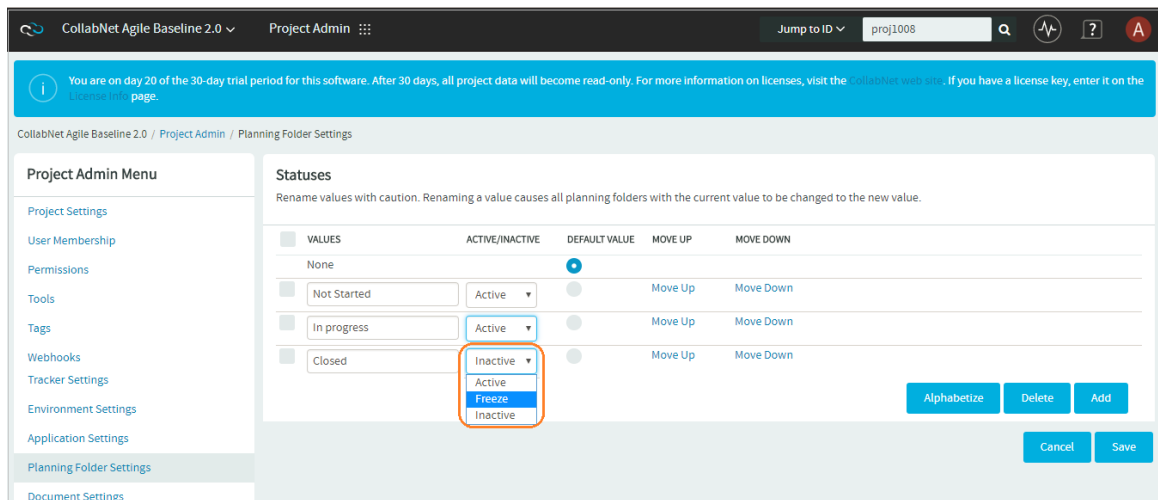 CollabNet Agile Baseline 2.0
Project Admin
Jump to ID
proj1008
?
A
You are on day 20 of the 30-day trial period for this software. After 30 days, all project data will become read-only. For more information on licenses, visit the CollabNet web site. If you have a license key, enter it on the
License Info page.
CollabNet Agile Baseline 2.0 / Project Admin / Planning Folder Settings
Project Admin Menu
Project Settings
User Membership
Permissions
Tools
Tags
Webhooks
Tracker Settings
Environment Settings
Application Settings
Planning Folder Settings
Document Settings
Statuses
Rename values with caution. Renaming a value causes all planning folders with the current value to be changed to the new value.
VALUES ACTIVE/INACTIVE DEFAULT VALUE MOVE UP MOVE DOWN
None
Not Started Active Move Up Move Down
In progress Active Move Up Move Down
Closed Inactive Move Up Move Down
Active
Freeze
Inactive
Alphabetize Delete Add
Cancel Save